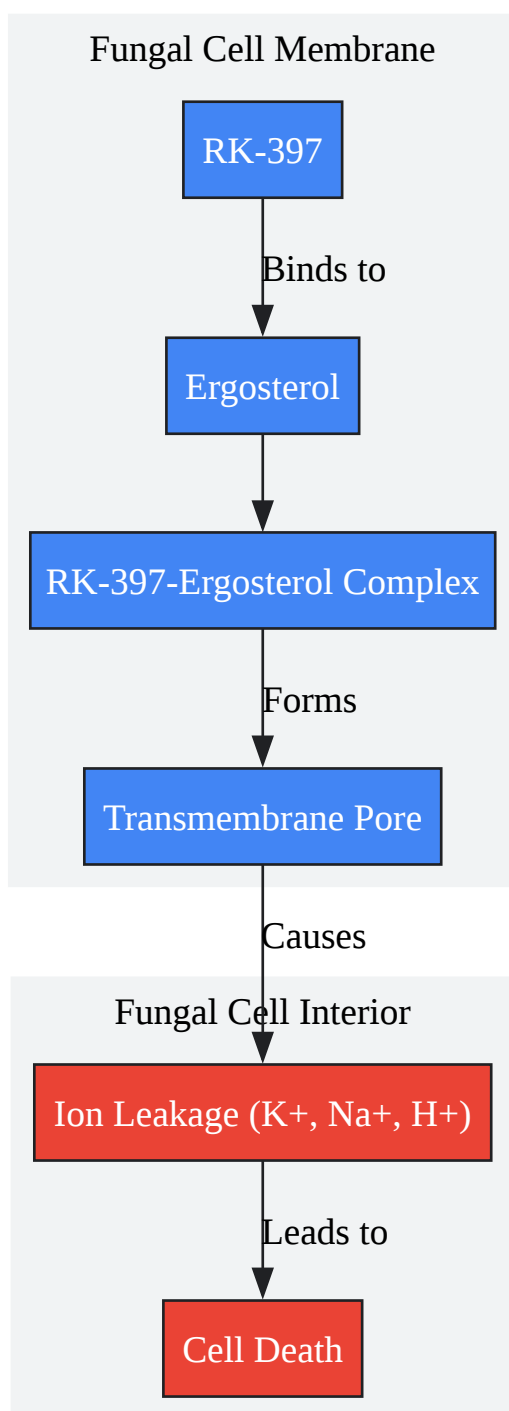 Fungal Cell Membrane
RK-397
Binds to
Ergosterol
RK-397-Ergosterol Complex
Forms
Transmembrane Pore
Causes
Fungal Cell Interior
Ion Leakage (K+, Na+, H+)
Leads to
Cell Death